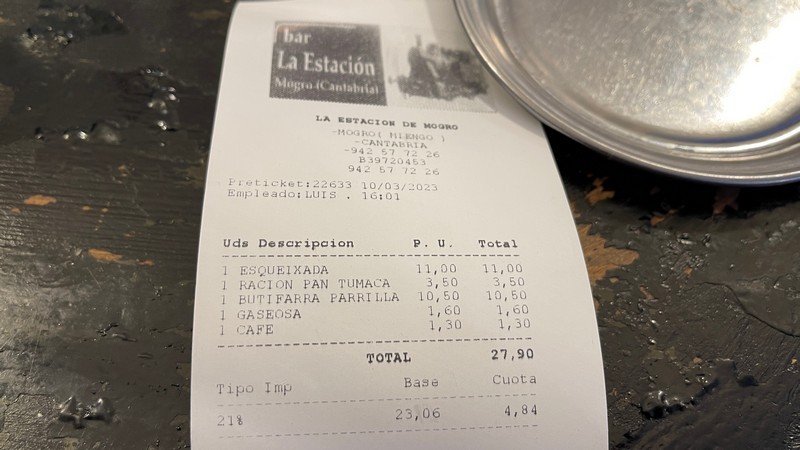 bar
La Estación
Mogro (Cantabria)
LA ESTACION DE MOGRO
-MOGRO( MIENGO )
-CANTABRIA
-942 57 72 26
B39720453
942 57 72 26
Preticket:22633 10/03/2023
Empleado:LUIS . 16:01
Uds Descripcion P. U. Total
1 ESQUEIXADA 11,00 11,00
1 RACION PAN TUMACA 3,50 3,50
1 BUTIFARRA PARRILLA 10,50 10,50
1 GASEOSA 1,60 1,60
1 CAFE 1,30 1,30
TOTAL 27,90
Tipo Imp Base Cuota
21% 23,06 4,84